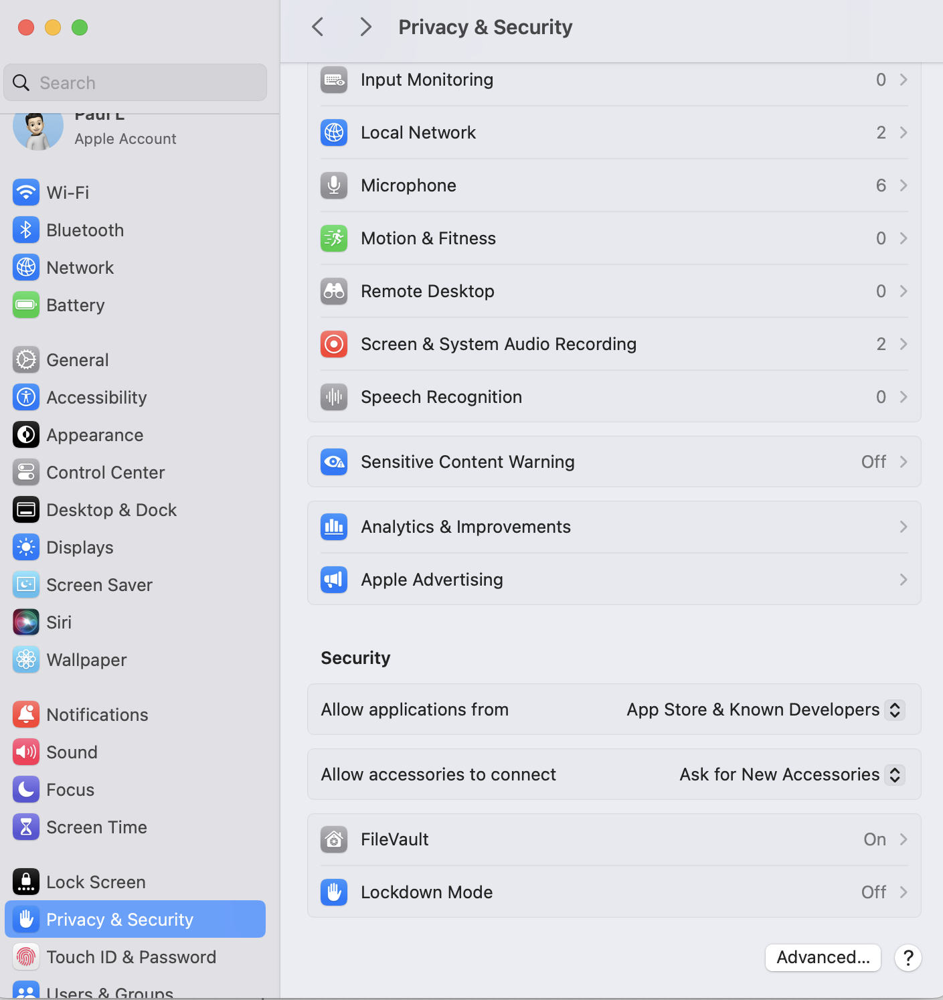 Privacy & Security
Search
Paul L
Apple Account
Wi-Fi
Bluetooth
Network
Battery
General
Accessibility
Appearance
Control Center
Desktop & Dock
Displays
Screen Saver
Siri
Wallpaper
Notifications
Sound
Focus
Screen Time
Lock Screen
Privacy & Security
Touch ID & Password
Users & Groups
Input Monitoring 0
Local Network 2
Microphone 6
Motion & Fitness 0
Remote Desktop 0
Screen & System Audio Recording 2
Speech Recognition 0
Sensitive Content Warning Off
Analytics & Improvements
Apple Advertising
Security
Allow applications from App Store & Known Developers
Allow accessories to connect Ask for New Accessories
FileVault On
Lockdown Mode Off
Advanced...
?